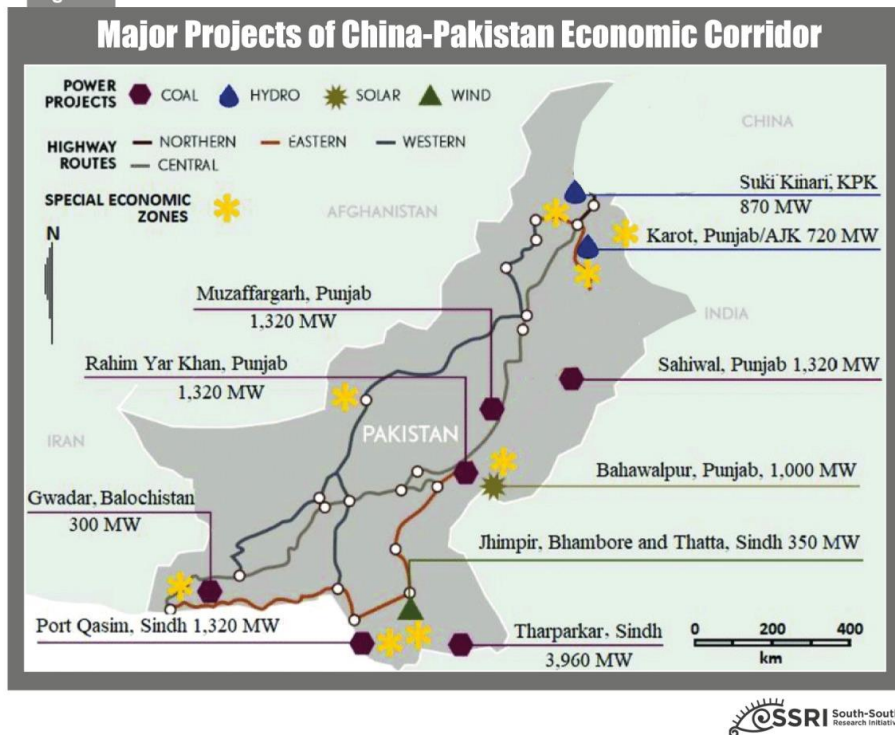 Major Projects of China-Pakistan Economic Corridor
POWER PROJECTS
COAL
HYDRO
SOLAR
WIND
HIGHWAY ROUTES
NORTHERN
EASTERN
WESTERN
CENTRAL
SPECIAL ECONOMIC ZONES
N
CHINA
AFGHANISTAN
INDIA
IRAN
PAKISTAN
Suki Kinari, KPK
870 MW
Karot, Punjab/AJK 720 MW
Muzaffargarh, Punjab
1,320 MW
Rahim Yar Khan, Punjab
1,320 MW
Sahiwal, Punjab 1,320 MW
Bahawalpur, Punjab, 1,000 MW
Gwadar, Balochistan
300 MW
Jhimpir, Bhambore and Thatta, Sindh 350 MW
Port Qasim, Sindh 1,320 MW
Tharparkar, Sindh
3,960 MW
0 200 400
km
SSRI South-South
Research Initiative